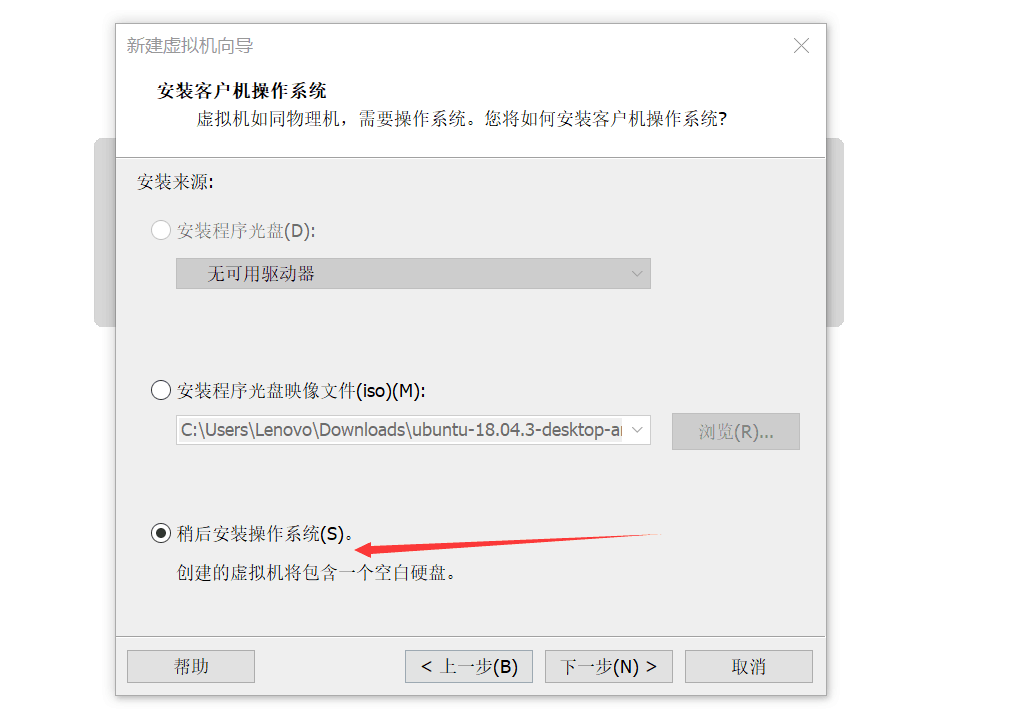 新建虚拟机向导
安装客户机操作系统
虚拟机如同物理机，需要操作系统。您将如何安装客户机操作系统?
安装来源:
安装程序光盘(D):
无可用驱动器
安装程序光盘映像文件(iso)(M):
C:\Users\Lenovo\Downloads\ubuntu-18.04.3-desktop-a
浏览(R)...
稍后安装操作系统(S)。
创建的虚拟机将包含一个空白硬盘。
帮助
< 上一步(B)
下一步(N) >
取消